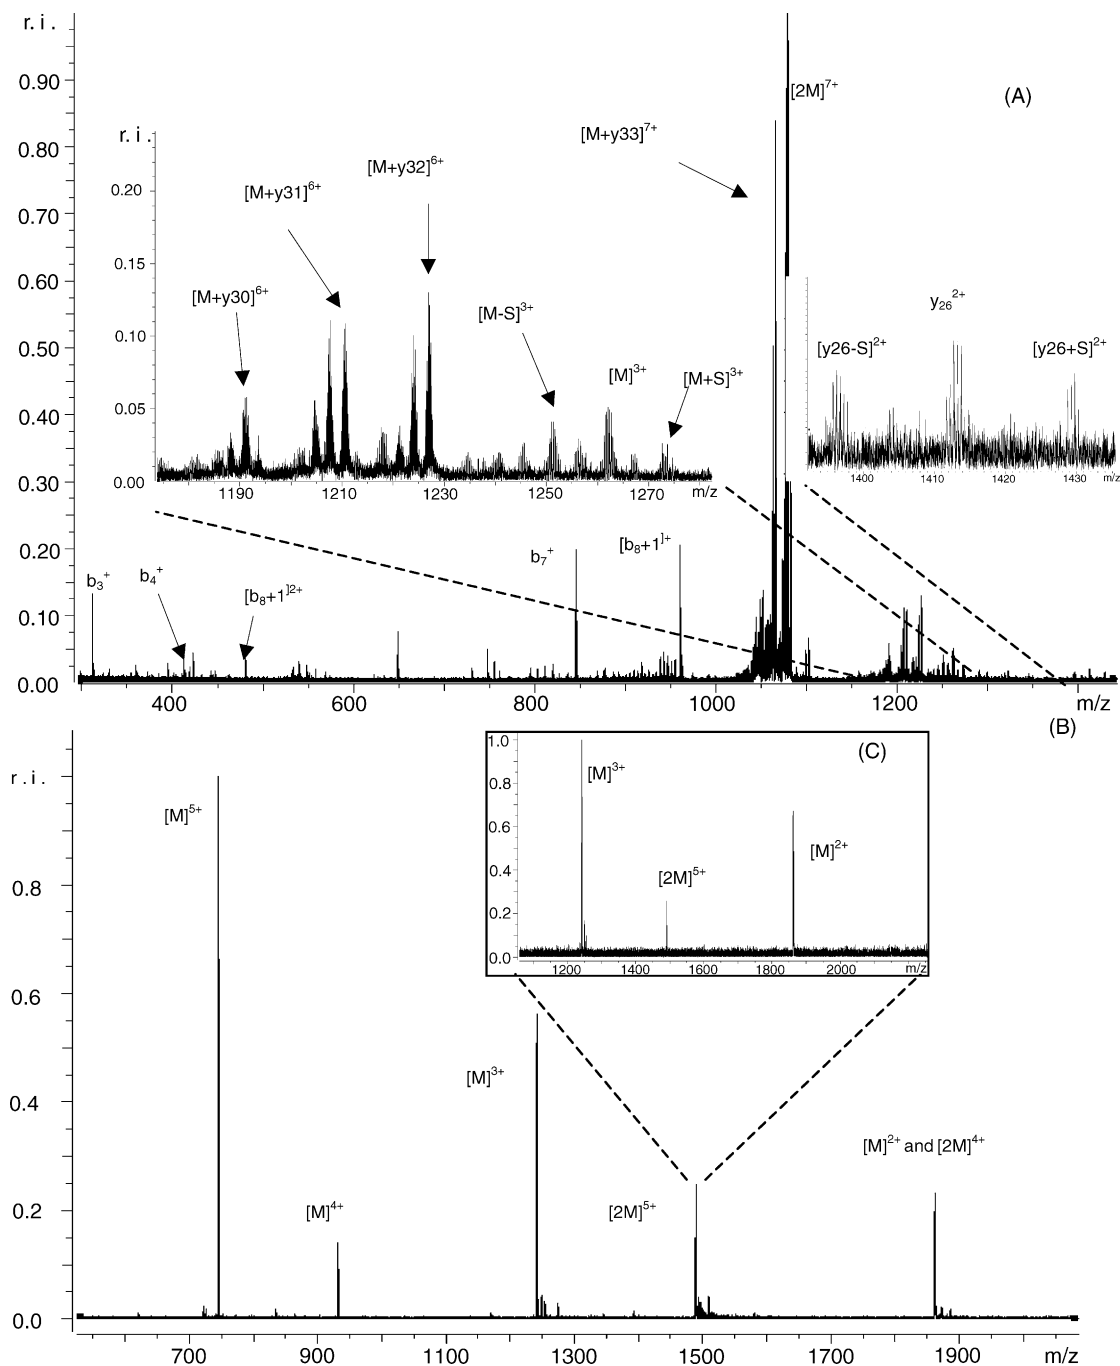 r.i.
0.90
0.80
0.70
0.60
0.50
0.40
0.30
0.20
0.10
0.00
400
600
800
1000
1200
m/z
(A)
[2M]7+
[M+y33]7+
b3+
b4+
[b8+1]2+
b7+
[b8+1]+
r.i.
0.20
0.15
0.10
0.05
0.00
[M+y30]6+
[M+y31]6+
[M+y32]6+
[M-S]3+
[M]3+
[M+S]3+
1190
1210
1230
1250
1270
m/z
[y26-S]2+
y26 2+
[y26+S]2+
1400
1410
1420
1430
m/z
(B)
r.i.
0.8
0.6
0.4
0.2
0.0
[M]5+
[M]4+
[M]3+
[2M]5+
[M]2+ and [2M]4+
700
900
1100
1300
1500
1700
1900
m/z
(C)
1.0
0.8
0.6
0.4
0.2
0.0
[M]3+
[2M]5+
[M]2+
1200
1400
1600
1800
2000
m/z